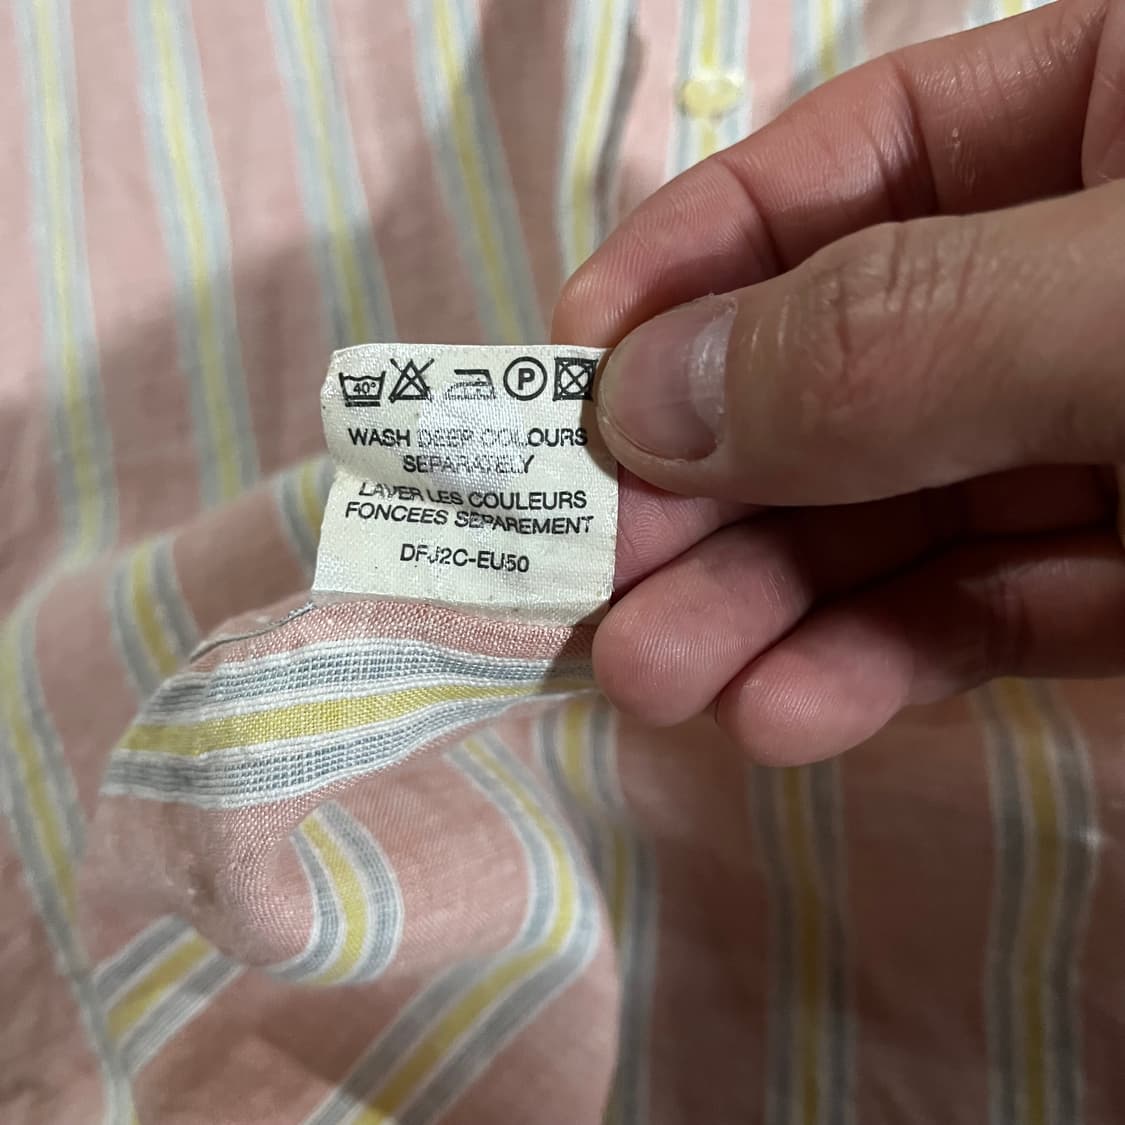 40°
P
WASH DEEP COLOURS
SEPARATELY
LAVER LES COULEURS
FONCEES SEPAREMENT
DFJ2C-EU50